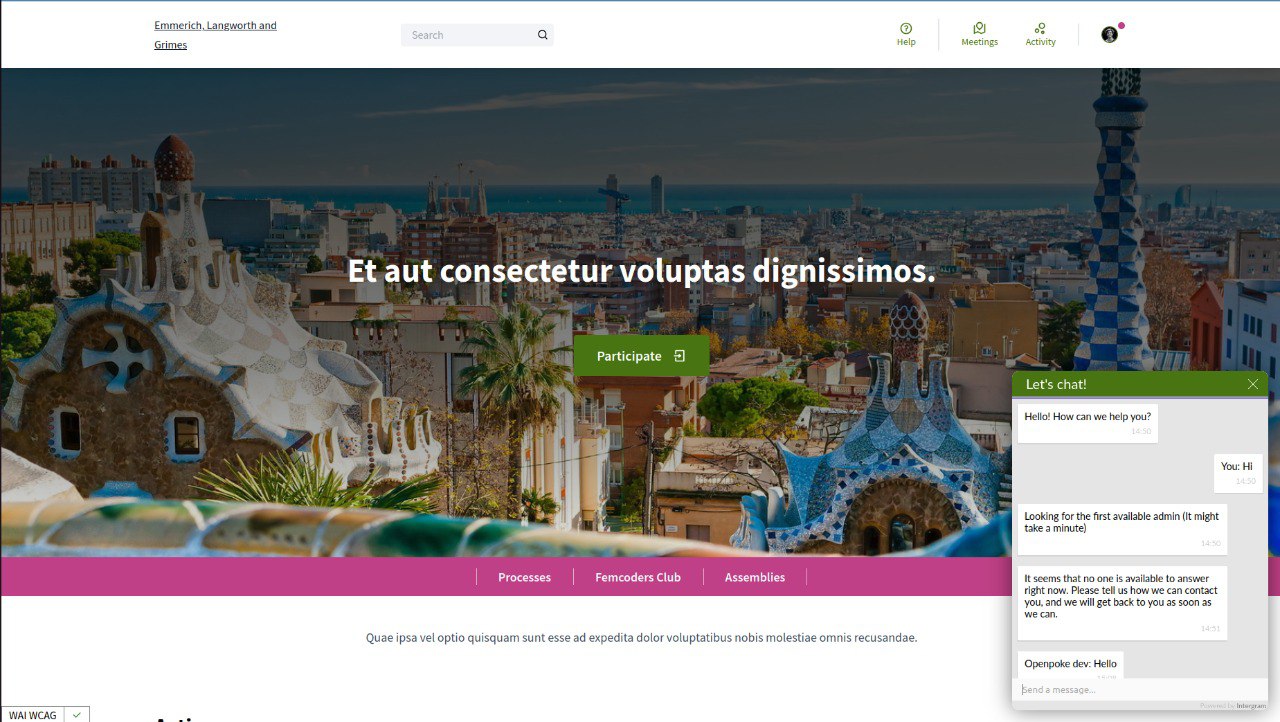 Emmerich, Langworth and
Grimes
Search
Help
Meetings
Activity
Et aut consectetur voluptas dignissimos.
Participate
Let's chat!
Hello! How can we help you?
14:50
You: Hi
14:50
Looking for the first available admin (It might
take a minute)
14:50
It seems that no one is available to answer
right now. Please tell us how we can contact
you, and we will get back to you as soon as
we can.
14:51
Openpoke dev: Hello
Send a message...
Powered by Intergram
Processes
Femcoders Club
Assemblies
Quae ipsa vel optio quisquam sunt esse ad expedita dolor voluptatibus nobis molestiae omnis recusandae.
WAI WCAG